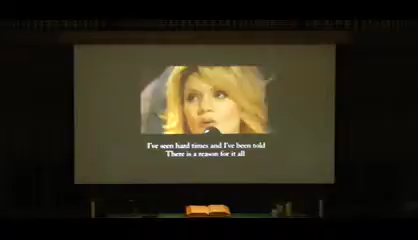 I've seen hard times and I've been told
There is a reason for it all